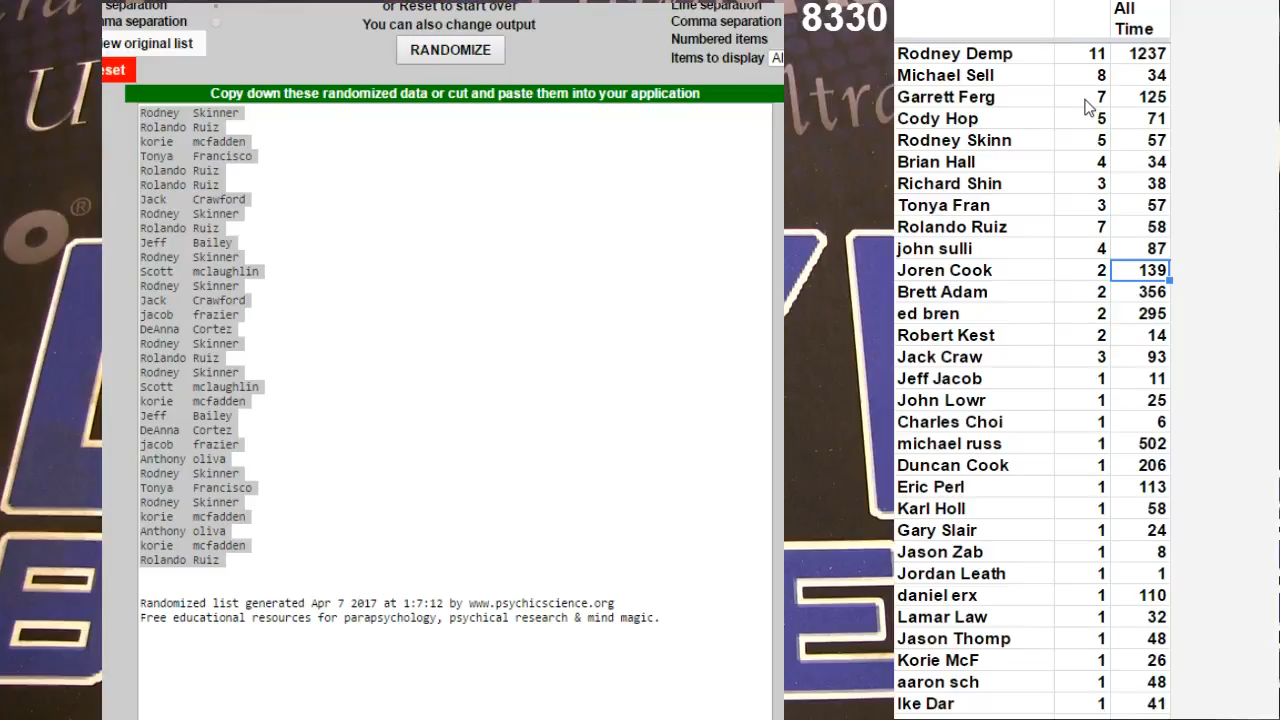 separation
mma separation
ew original list
eset
or Reset to start over
You can also change output
RANDOMIZE
Line separation
Comma separation
Numbered items
Items to display Al
Copy down these randomized data or cut and paste them into your application
Rodney Skinner
Rolando Ruiz
korie mcfadden
Tonya Francisco
Rolando Ruiz
Rolando Ruiz
Jack Crawford
Rodney Skinner
Rolando Ruiz
Jeff Bailey
Rodney Skinner
Scott mclaughlin
Rodney Skinner
Jack Crawford
jacob frazier
DeAnna Cortez
Rodney Skinner
Rolando Ruiz
Rodney Skinner
Scott mclaughlin
korie mcfadden
Jeff Bailey
DeAnna Cortez
jacob frazier
Anthony oliva
Rodney Skinner
Tonya Francisco
Rodney Skinner
korie mcfadden
Anthony oliva
korie mcfadden
Rolando Ruiz
Randomized list generated Apr 7 2017 at 1:7:12 by www.psychicscience.org
Free educational resources for parapsychology, psychical research & mind magic.
8330
All
Time
Rodney Demp 11 1237
Michael Sell 8 34
Garrett Ferg 7 125
Cody Hop 5 71
Rodney Skinn 5 57
Brian Hall 4 34
Richard Shin 3 38
Tonya Fran 3 57
Rolando Ruiz 7 58
john sulli 4 87
Joren Cook 2 139
Brett Adam 2 356
ed bren 2 295
Robert Kest 2 14
Jack Craw 3 93
Jeff Jacob 1 11
John Lowr 1 25
Charles Choi 1 6
michael russ 1 502
Duncan Cook 1 206
Eric Perl 1 113
Karl Holl 1 58
Gary Slair 1 24
Jason Zab 1 8
Jordan Leath 1 1
daniel erx 1 110
Lamar Law 1 32
Jason Thomp 1 48
Korie McF 1 26
aaron sch 1 48
Ike Dar 1 41